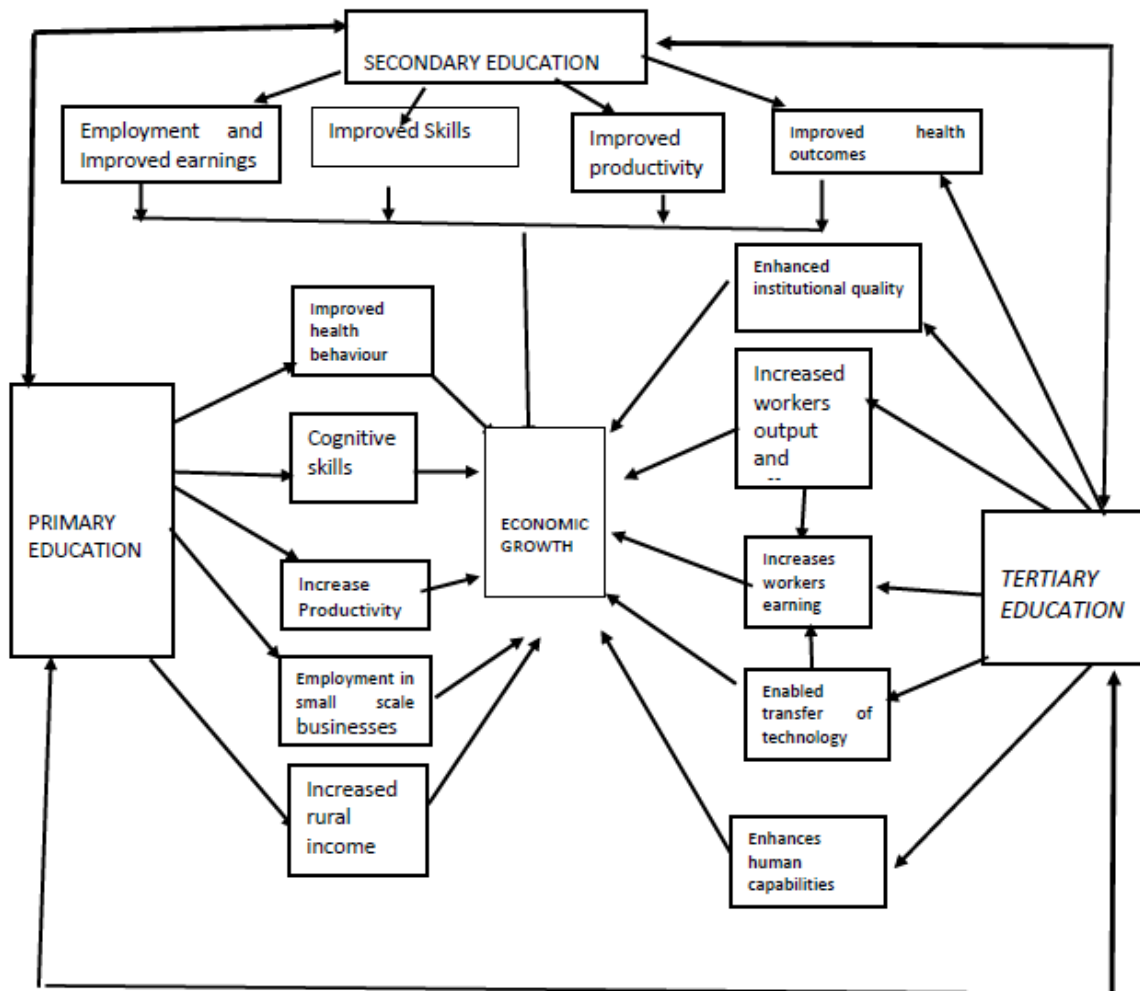 SECONDARY EDUCATION
Employment and
Improved earnings
Improved Skills
Improved
productivity
Improved health
outcomes
Enhanced
institutional quality
Improved
health
behaviour
Increased
workers
output
and
Cognitive
skills
PRIMARY
EDUCATION
ECONOMIC
GROWTH
Increases
workers
earning
TERTIARY
EDUCATION
Increase
Productivity
Employment in
small scale
businesses
Enabled
transfer of
technology
Increased
rural
income
Enhances
human
capabilities